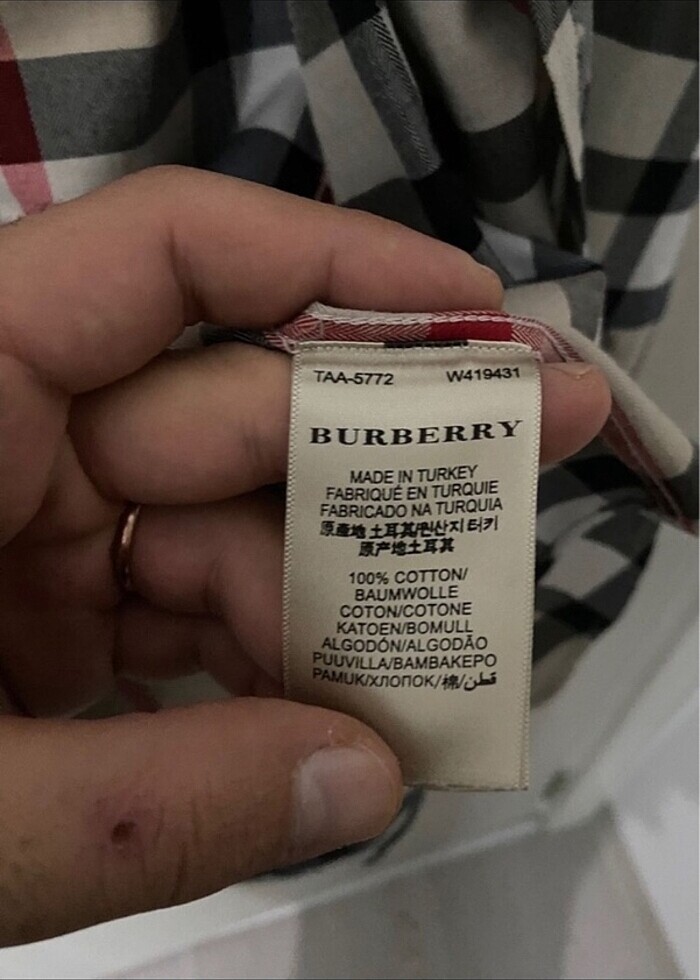 TAA-5772 W419431
BURBERRY
MADE IN TURKEY
FABRIQUÉ EN TURQUIE
FABRICADO NA TURQUIA
原產地 土耳其/원산지 터키
原产地土耳其
100% COTTON/
BAUMWOLLE
COTON/COTONE
KATOEN/BOMULL
ALGODÓN/ALGODÃO
PUUVILLA/BAMBAKEPO
PAMUK/ХЛОПОК/棉/قطن